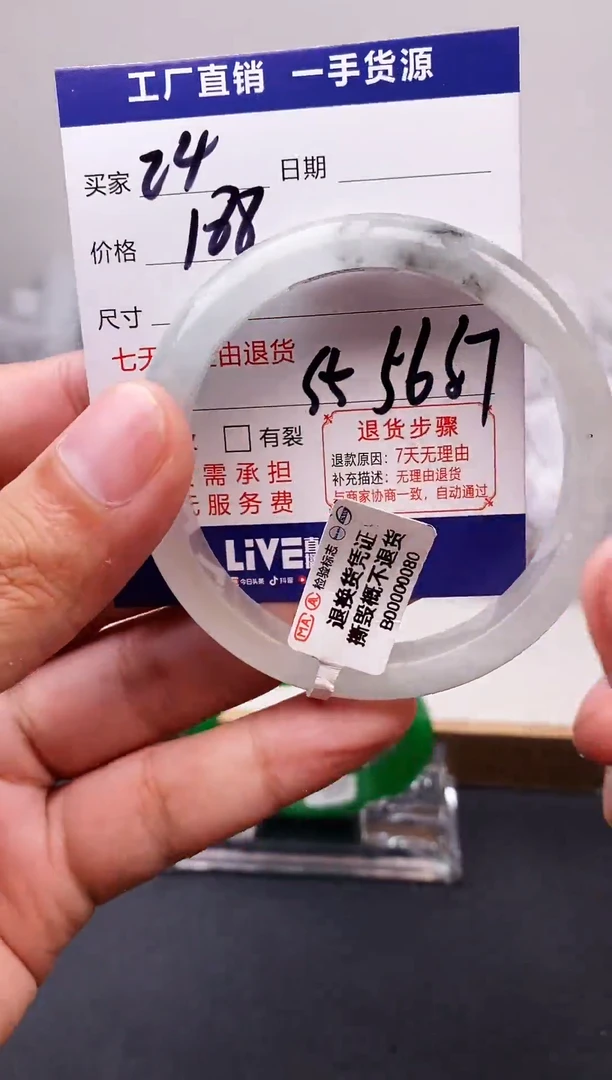 工厂直销 一手货源
买家 24 日期
价格 188
尺寸
七天 理由退货
55 56 57
有裂
需承担
服务费
退货步骤
退款原因：7天无理由
补充描述：无理由退货
与商家协商一致，自动通过
LiVE
今日头条 抖音
MA 检验标志
退换货凭证
撕毁概不退货
B00000080